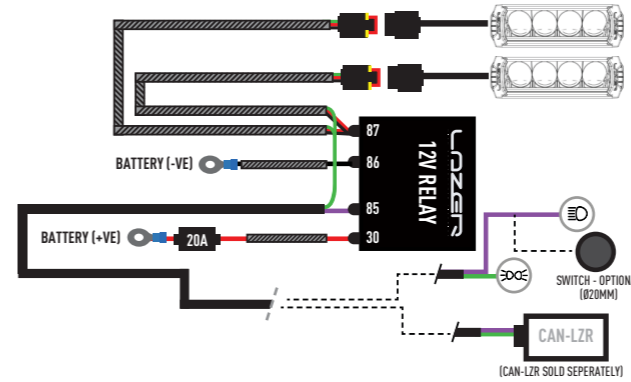 87
BATTERY (-VE)
86
LAZER
12V RELAY
85
BATTERY (+VE)
20A
30
SWITCH - OPTION
(Ø20MM)
CAN-LZR
(CAN-LZR SOLD SEPERATELY)